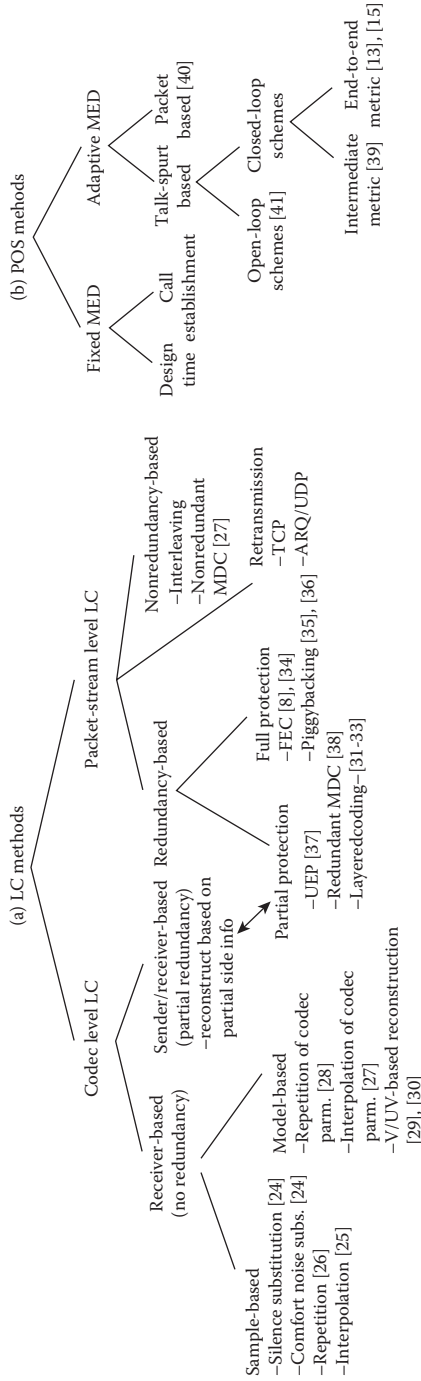 (a) LC methods
Codec level LC
Packet-stream level LC
Receiver-based
(no redundancy)
Sender/receiver-based
(partial redundancy)
–reconstruct based on
partial side info
Redundancy-based
Nonredundancy-based
–Interleaving
–Nonredundant
MDC [27]
Sample-based
–Silence substitution [24]
–Comfort noise subs. [24]
–Repetition [26]
–Interpolation [25]
Model-based
–Repetition of codec
parm. [28]
–Interpolation of codec
parm. [27]
–V/UV-based reconstruction
[29], [30]
Partial protection
–UEP [37]
–Redundant MDC [38]
–Layeredcoding–[31-33]
Full protection
–FEC [8], [34]
–Piggybacking [35], [36]
Retransmission
–TCP
–ARQ/UDP
(b) POS mehods
Fixed MED
Adaptive MED
Design
time
Call
establishment
Talk-spurt
based
Packet
based [40]
Open-loop
schemes [41]
Closed-loop
schemes
Intermediate
metric [39]
End-to-end
metric [13], [15]